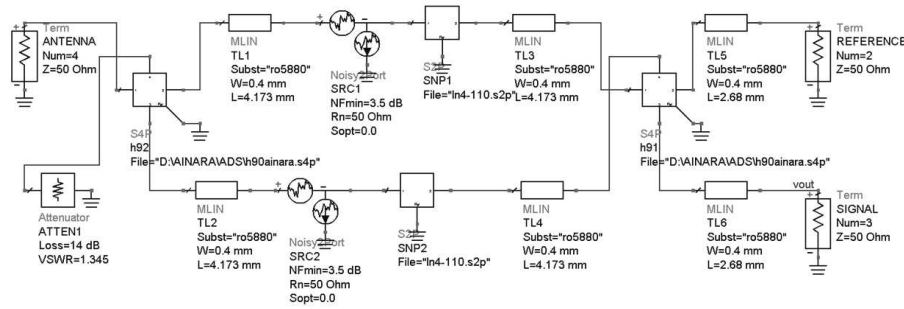 Term
ANTENNA
Num=4
Z=50 Ohm
MLIN
TL1
Subst="ro5880"
W=0.4 mm
L=4.173 mm
Noisy2Port
SRC1
NFmin=3.5 dB
Rn=50 Ohm
Sopt=0.0
S2P
SNP1
File="ln4-110.s2p"
MLIN
TL3
Subst="ro5880"
W=0.4 mm
L=4.173 mm
MLIN
TL5
Subst="ro5880"
W=0.4 mm
L=2.68 mm
Term
REFERENCE
Num=2
Z=50 Ohm
S4P
h92
File="D:\AINARA\ADS\h90ainara.s4p"
S4P
h91
File="D:\AINARA\ADS\h90ainara.s4p"
Attenuator
ATTEN1
Loss=14 dB
VSWR=1.345
MLIN
TL2
Subst="ro5880"
W=0.4 mm
L=4.173 mm
Noisy2Port
SRC2
NFmin=3.5 dB
Rn=50 Ohm
Sopt=0.0
S2P
SNP2
File="ln4-110.s2p"
MLIN
TL4
Subst="ro5880"
W=0.4 mm
L=4.173 mm
MLIN
TL6
Subst="ro5880"
W=0.4 mm
L=2.68 mm
vout
Term
SIGNAL
Num=3
Z=50 Ohm